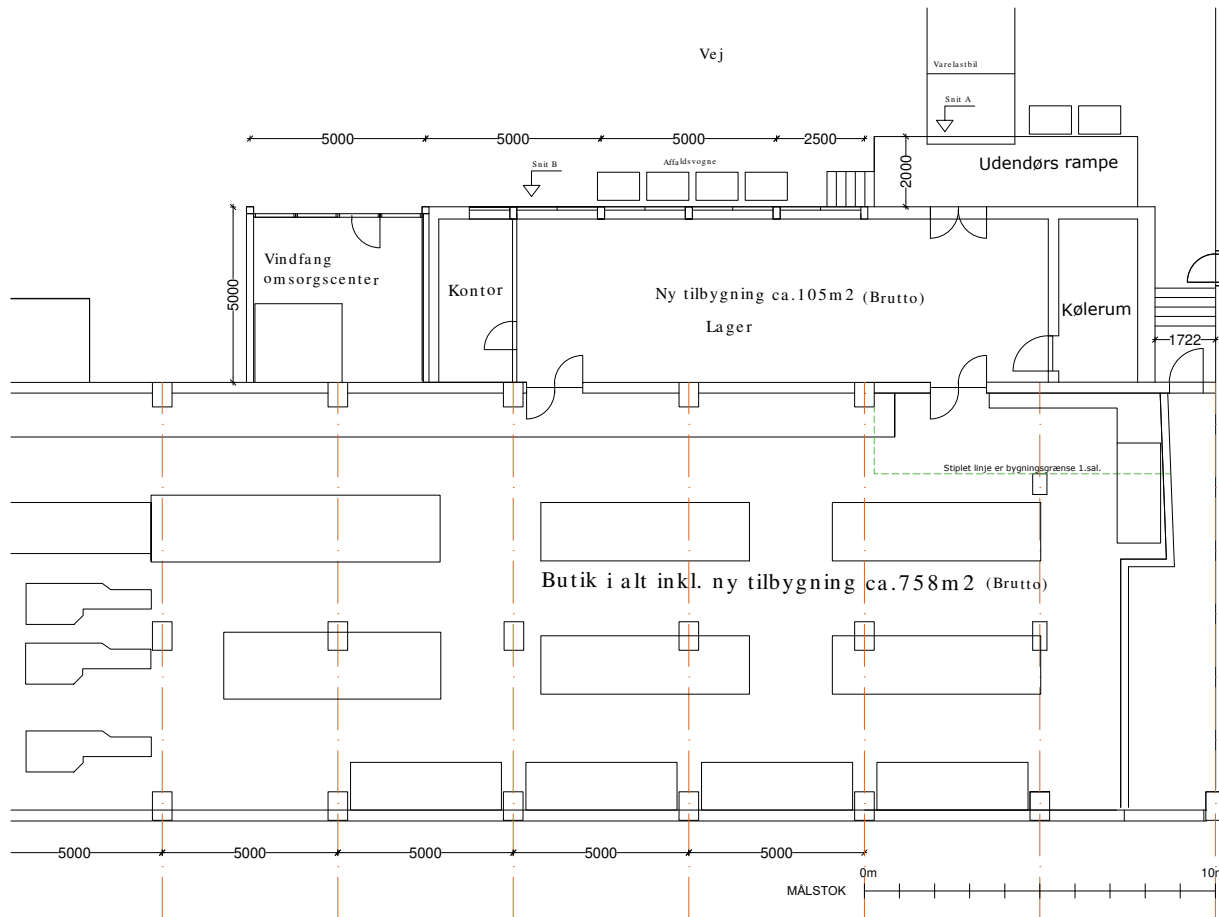 Vej
Varelastbil
Snit A
5000
5000
5000
2500
Snit B
Affaldsvogne
2000
Udendørs rampe
5000
Vindfang
omsorgscenter
Kontor
Ny tilbygning ca.105m2 (Brutto)
Lager
Kølerum
1722
Stiplet linje er bygningsgrænse 1.sal.
Butik i alt inkl. ny tilbygning ca.758m2 (Brutto)
5000
5000
5000
5000
5000
0m
MÅLSTOK